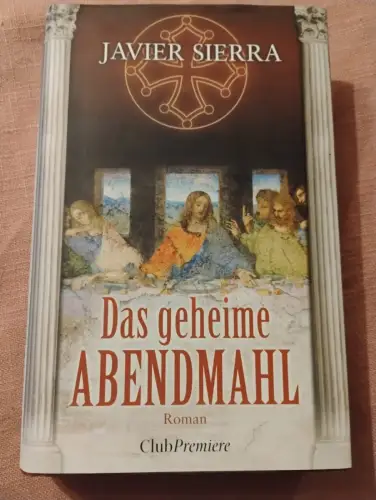 JAVIER SIERRA
Das geheime
ABENDMAHL
Roman
ClubPremiere